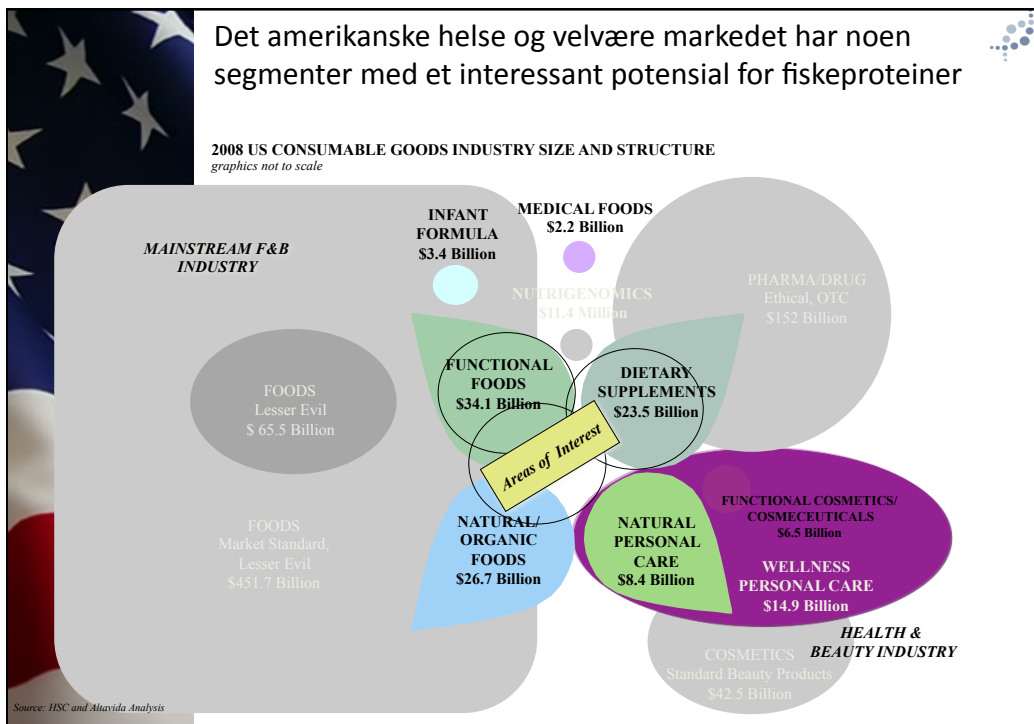 Det amerikanske helse og velvære markedet har noen
segmenter med et interessant potensial for fiskeproteiner
2008 US CONSUMABLE GOODS INDUSTRY SIZE AND STRUCTURE
graphics not to scale
MAINSTREAM F&B
INDUSTRY
INFANT
FORMULA
$3.4 Billion
MEDICAL FOODS
$2.2 Billion
NUTRIGENOMICS
$11.4 Million
PHARMA/DRUG
Ethical, OTC
$152 Billion
FOODS
Lesser Evil
$ 65.5 Billion
FUNCTIONAL
FOODS
$34.1 Billion
DIETARY
SUPPLEMENTS
$23.5 Billion
Areas of Interest
FOODS
Market Standard,
Lesser Evil
$451.7 Billion
NATURAL/
ORGANIC
FOODS
$26.7 Billion
NATURAL
PERSONAL
CARE
$8.4 Billion
FUNCTIONAL COSMETICS/
COSMECEUTICALS
$6.5 Billion
WELLNESS
PERSONAL CARE
$14.9 Billion
HEALTH &
BEAUTY INDUSTRY
COSMETICS
Standard Beauty Products
$42.5 Billion
Source: HSC and Altavida Analysis